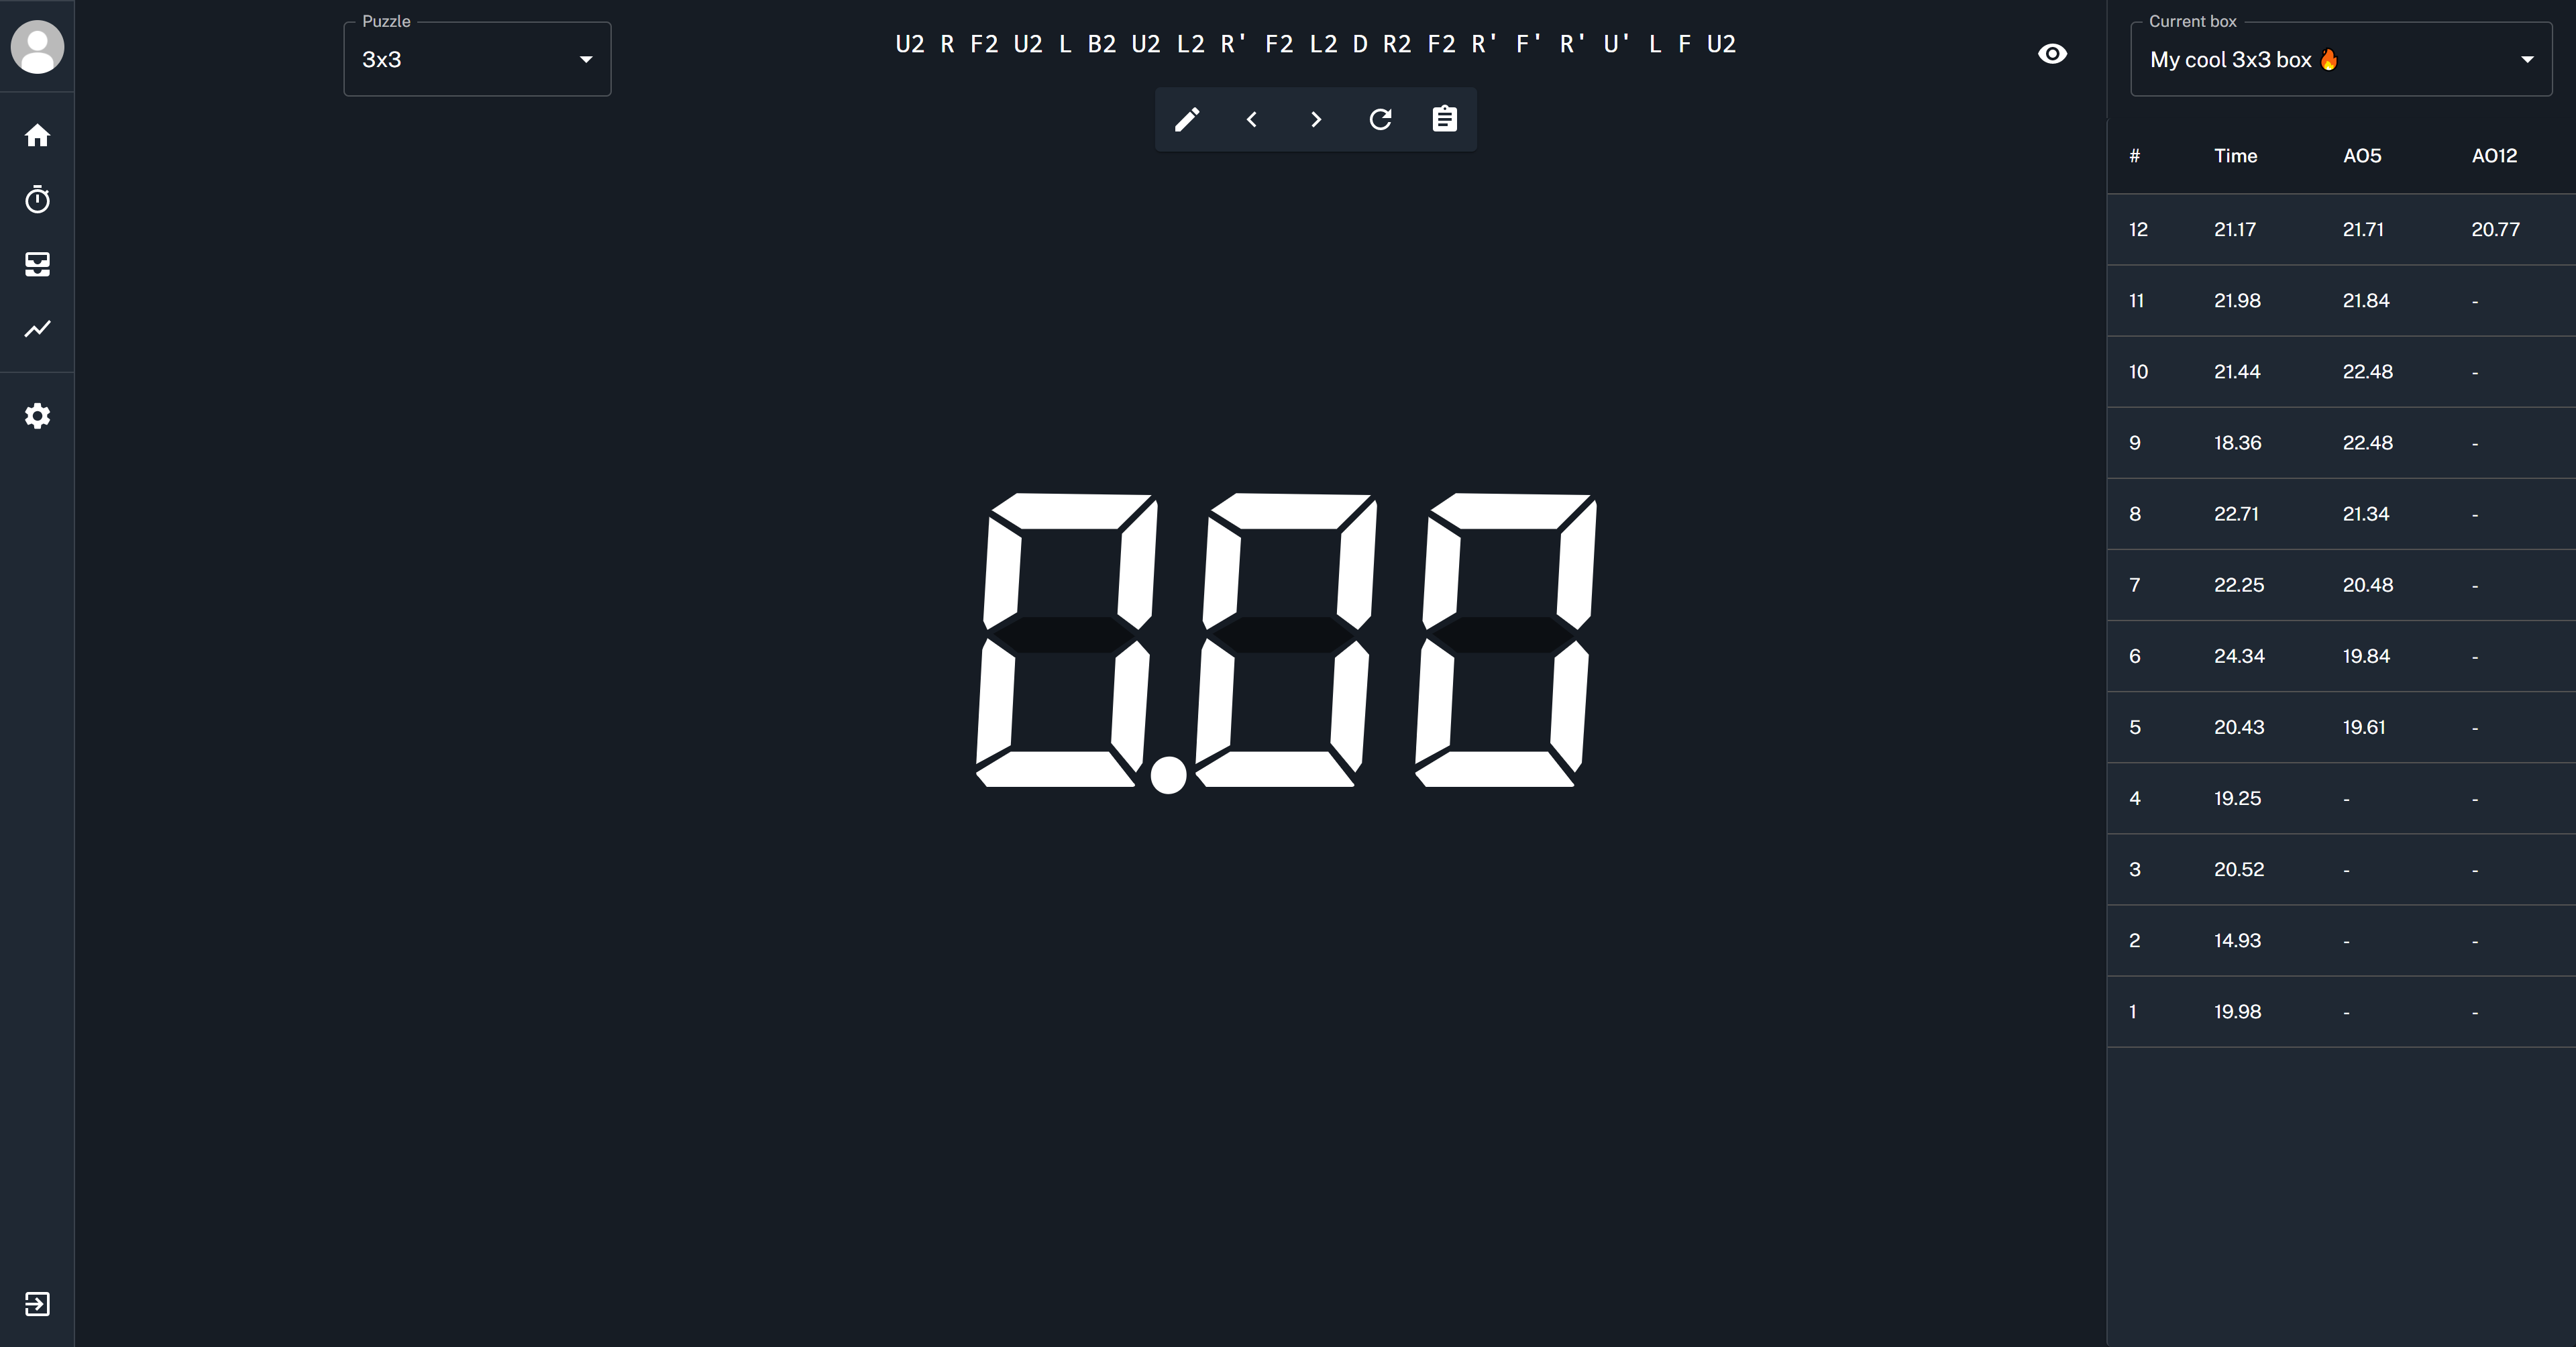 Puzzle
3x3
U2 R F2 U2 L B2 U2 L2 R' F2 L2 D R2 F2 R' F' R' U' L F U2
Current box
My cool 3x3 box 🔥
# Time AO5 AO12
12 21.17 21.71 20.77
11 21.98 21.84 -
10 21.44 22.48 -
9 18.36 22.48 -
8 22.71 21.34 -
7 22.25 20.48 -
6 24.34 19.84 -
5 20.43 19.61 -
4 19.25 - -
3 20.52 - -
2 14.93 - -
1 19.98 - -
0.00